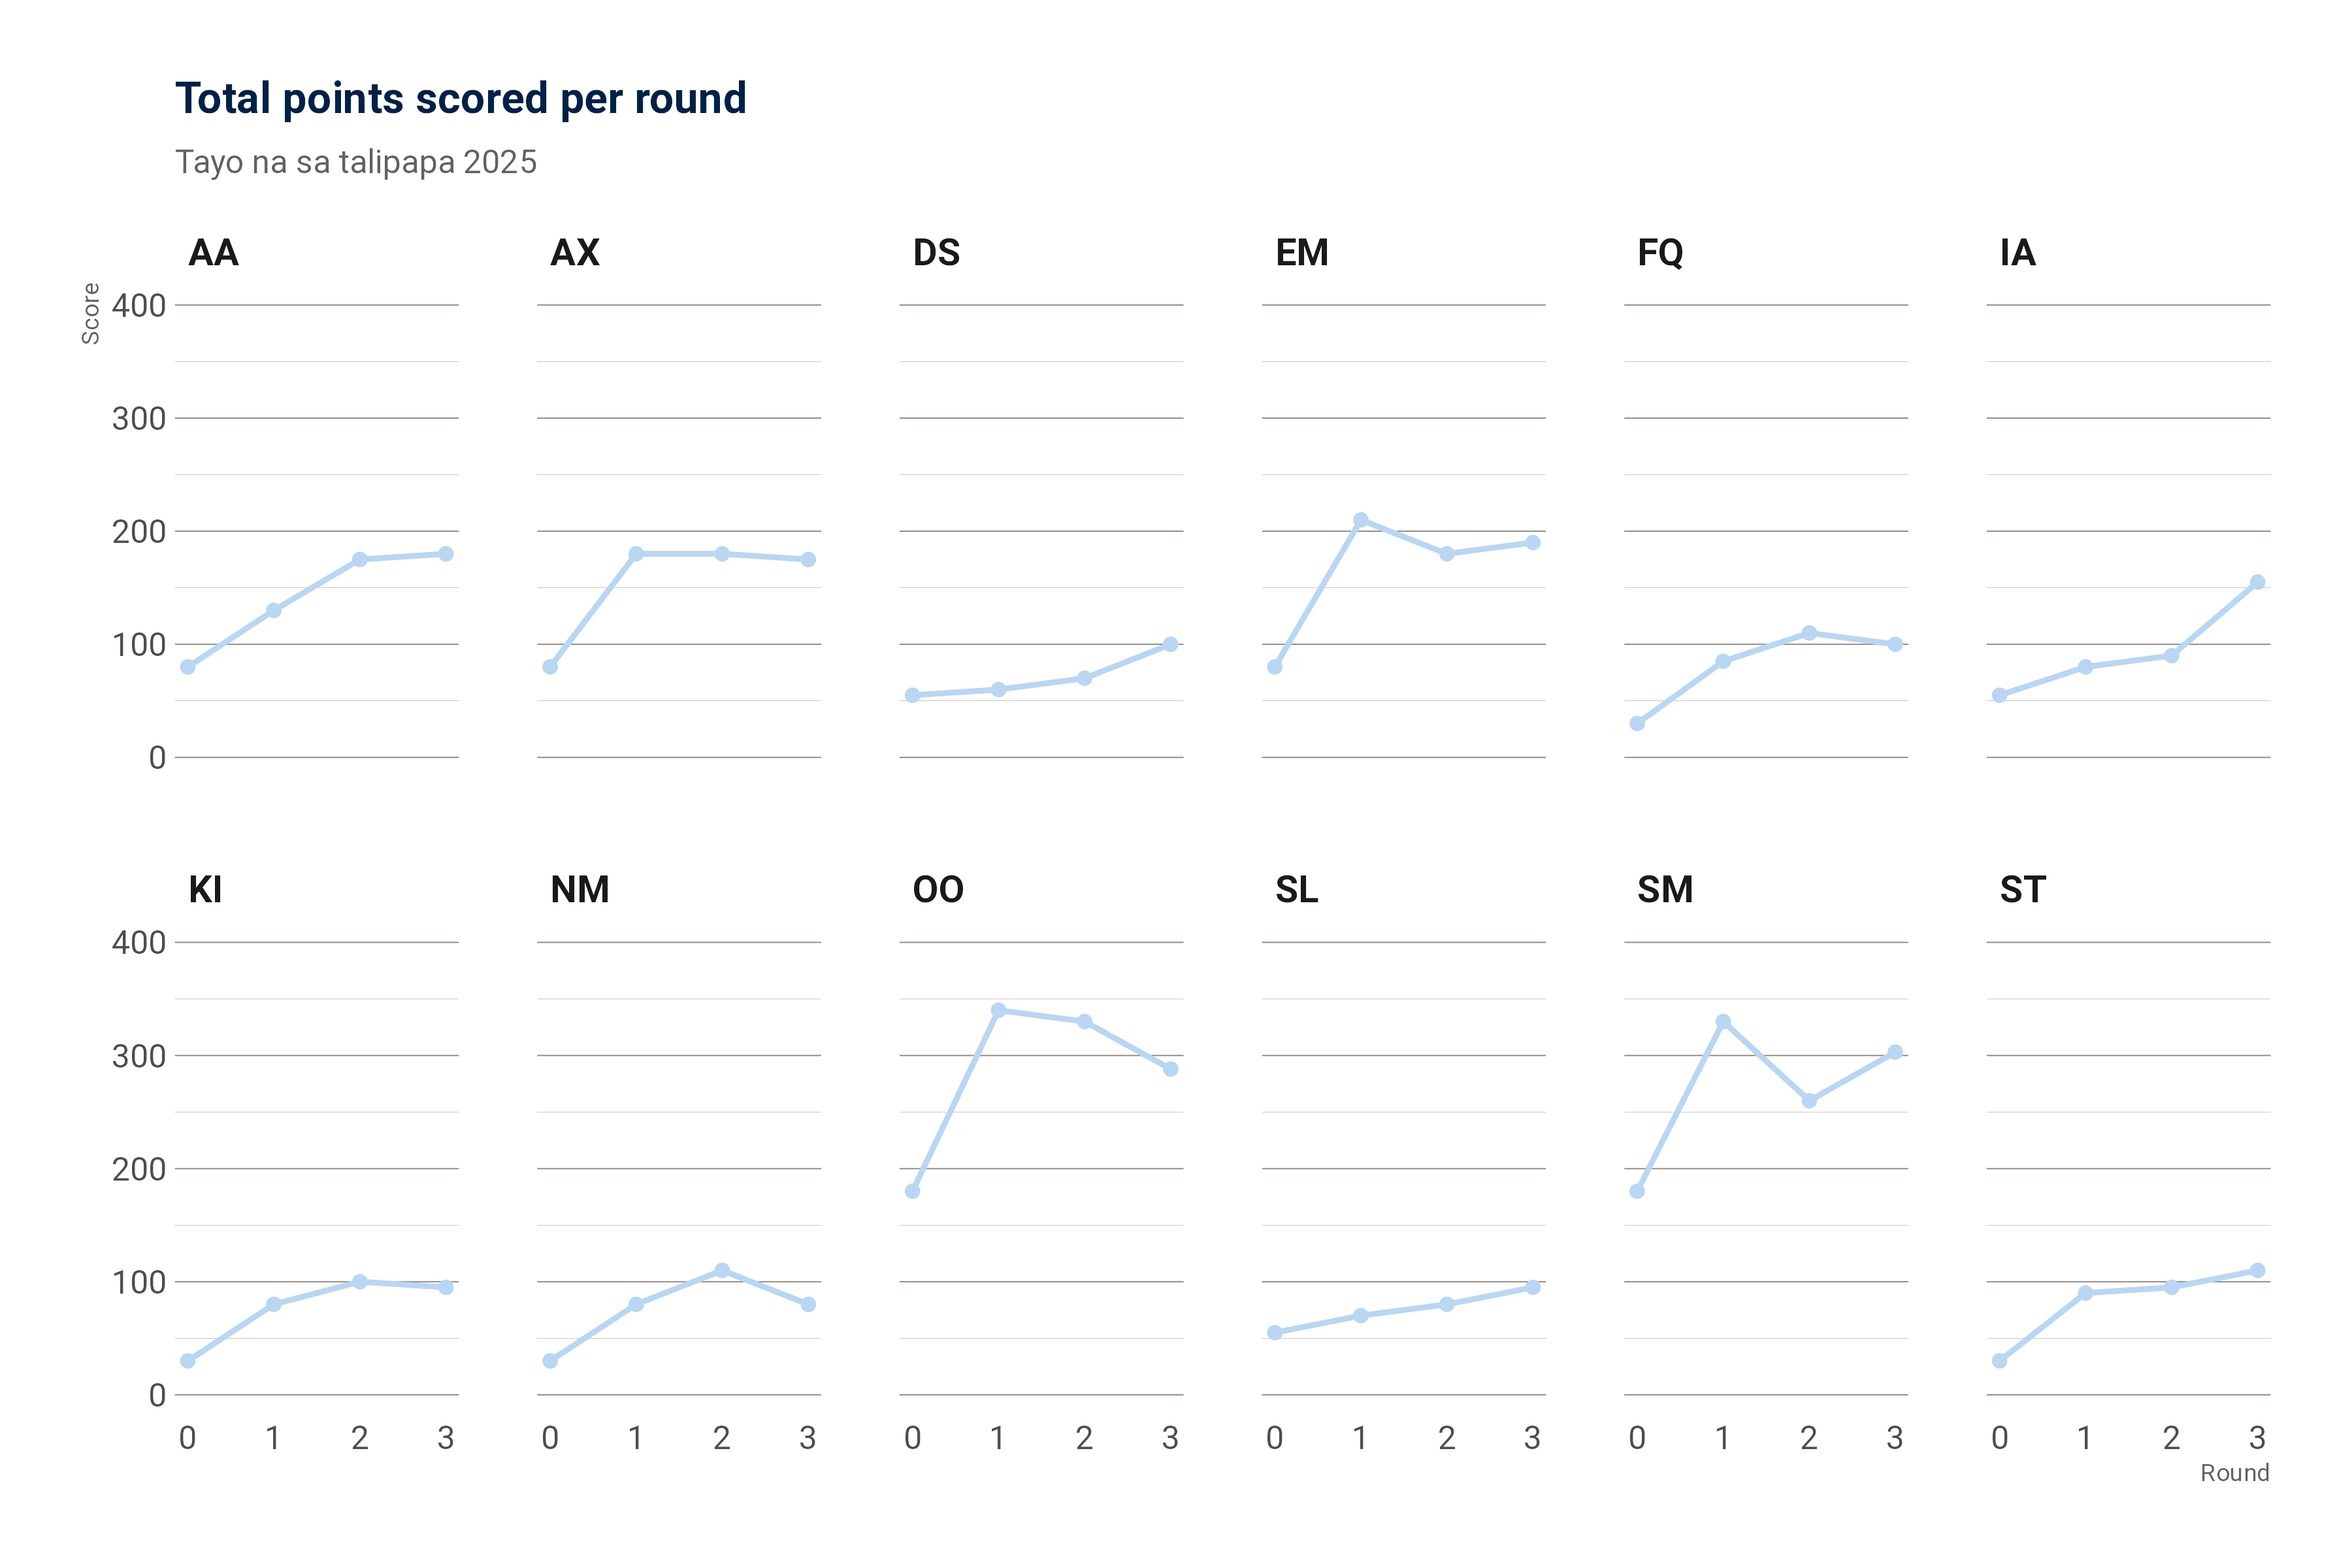 Total points scored per round
Tayo na sa talipapa 2025
AA AX DS EM FQ IA
Score
400
300
200
100
0
KI NM OO SL SM ST
400
300
200
100
0
0 1 2 3 0 1 2 3 0 1 2 3 0 1 2 3 0 1 2 3 0 1 2 3
Round